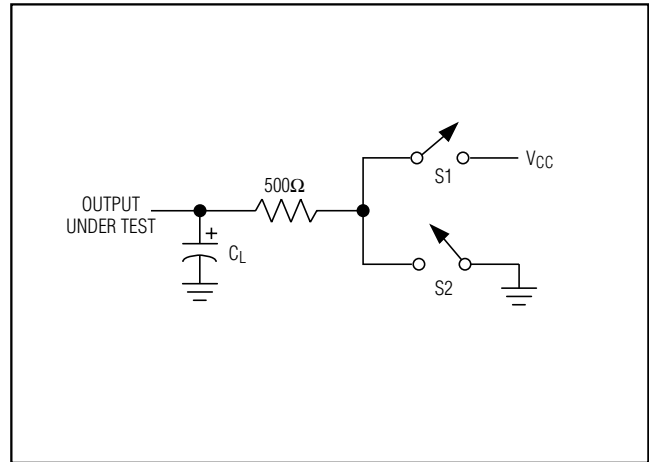 500Ω
S1
VCC
OUTPUT
UNDER TEST
+
CL
S2